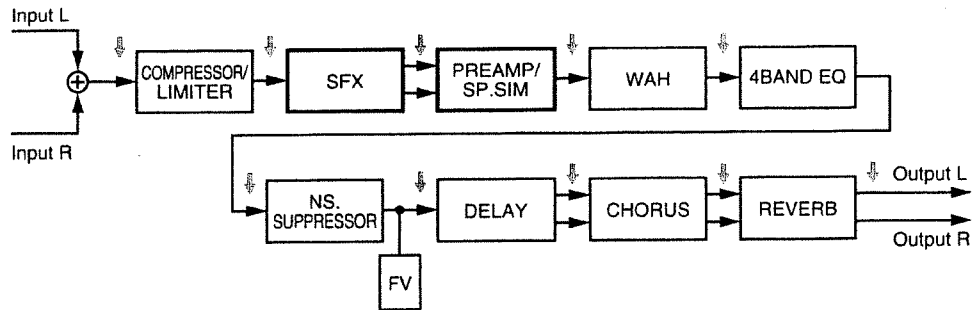 Input L
COMPRESSOR/
LIMITER
SFX
PREAMP/
SP.SIM
WAH
4BAND EQ
Input R
NS.
SUPPRESSOR
FV
DELAY
CHORUS
REVERB
Output L
Output R